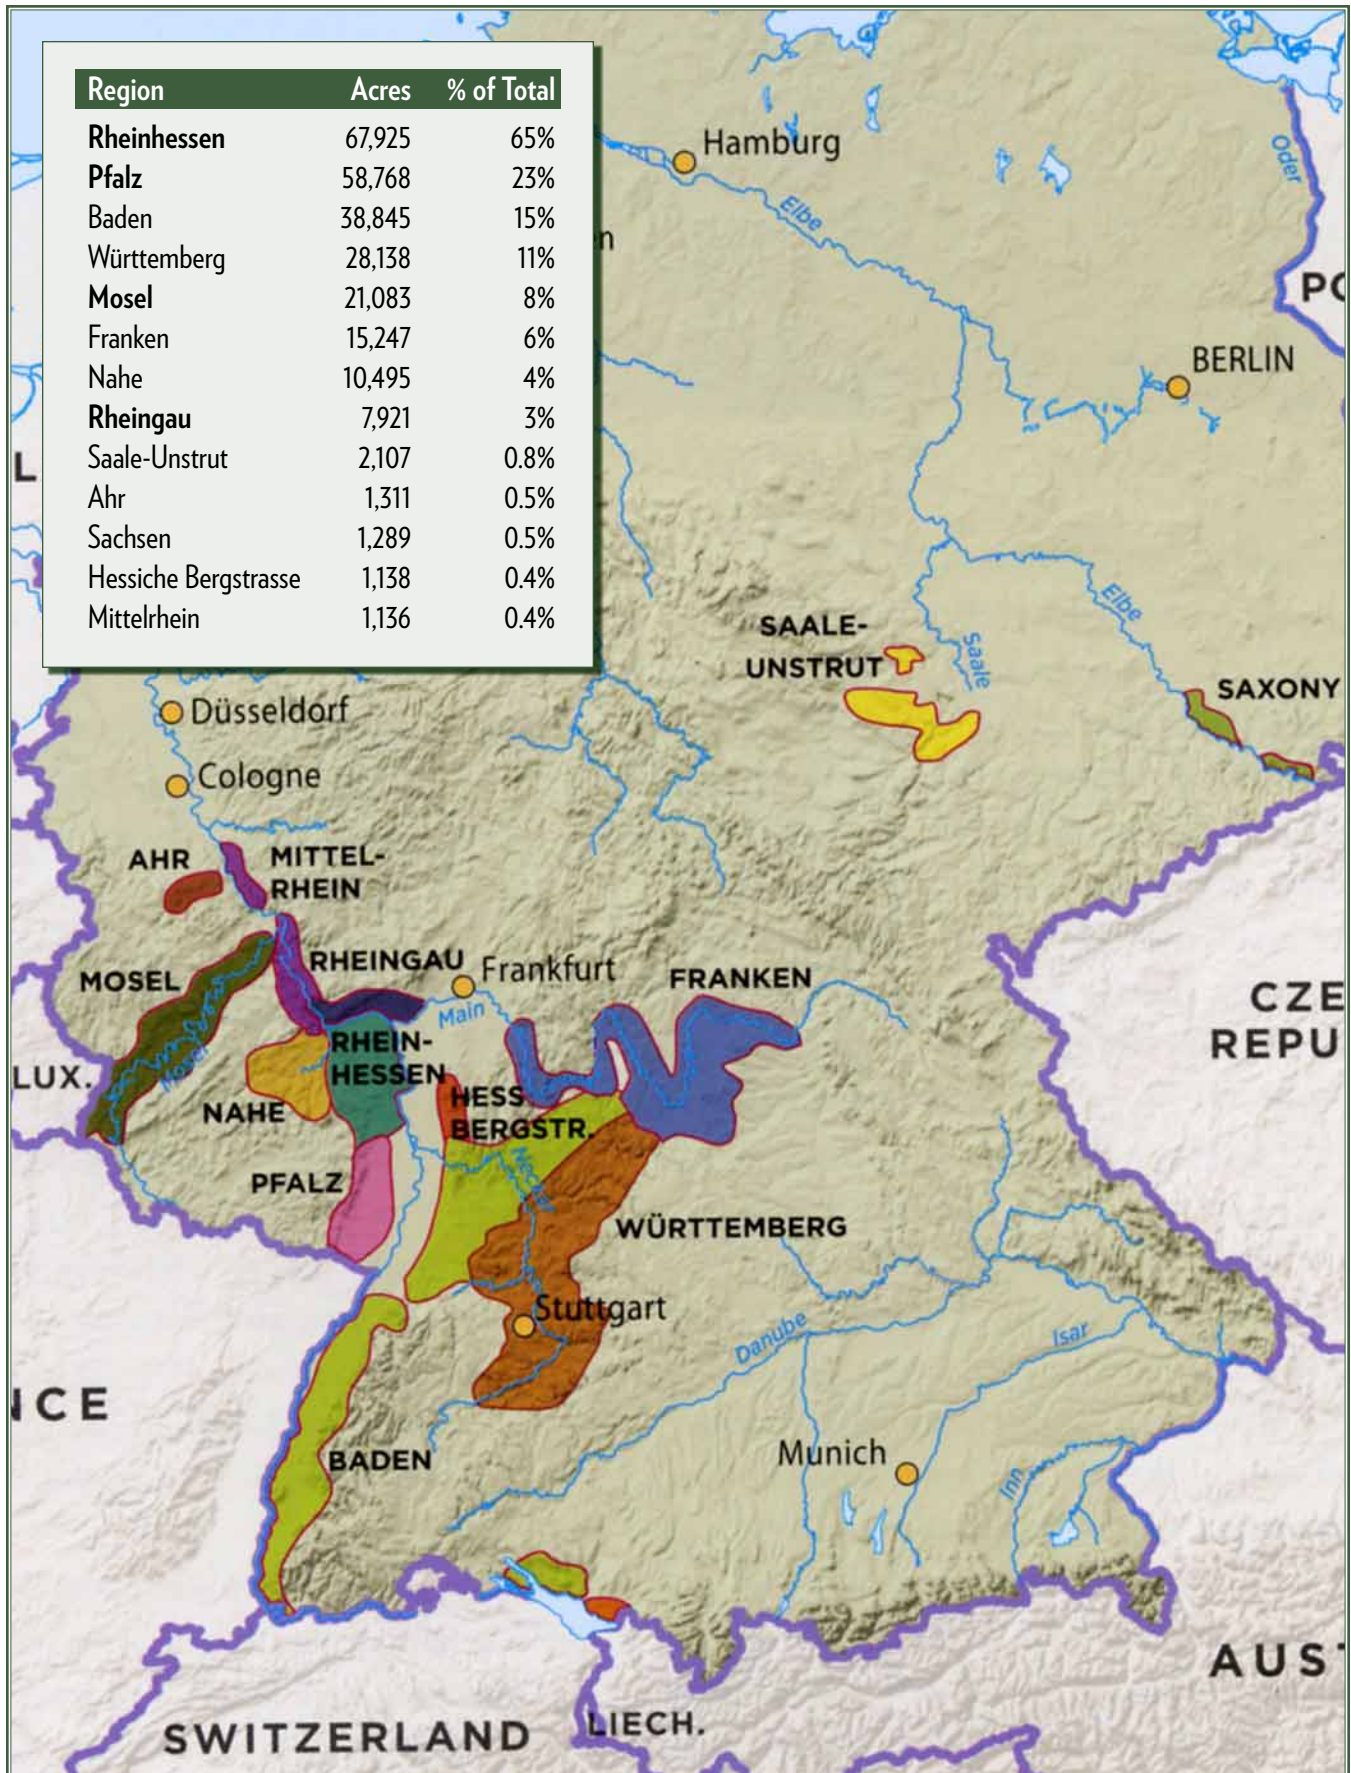 Region Acres % of Total
Rheinhessen 67,925 65%
Pfalz 58,768 23%
Baden 38,845 15%
Württemberg 28,138 11%
Mosel 21,083 8%
Franken 15,247 6%
Nahe 10,495 4%
Rheingau 7,921 3%
Saale-Unstrut 2,107 0.8%
Ahr 1,311 0.5%
Sachsen 1,289 0.5%
Hessiche Bergstrasse 1,138 0.4%
Mittelrhein 1,136 0.4%
Hamburg
Oder
Elbe
en
PO
BERLIN
L
Elbe
SAALE-
UNSTRUT
Saale
SAXONY
Düsseldorf
Cologne
AHR
MITTEL-
RHEIN
MOSEL
RHEINGAU
Frankfurt
FRANKEN
Main
CZE
REPU
Mosel
RHEIN-
HESSEN
LUX.
NAHE
HESS
BERGSTR.
Neckar
PFALZ
WÜRTTEMBERG
Stuttgart
Danube
Isar
NCE
BADEN
Munich
Inn
AUST
SWITZERLAND
LIECH.